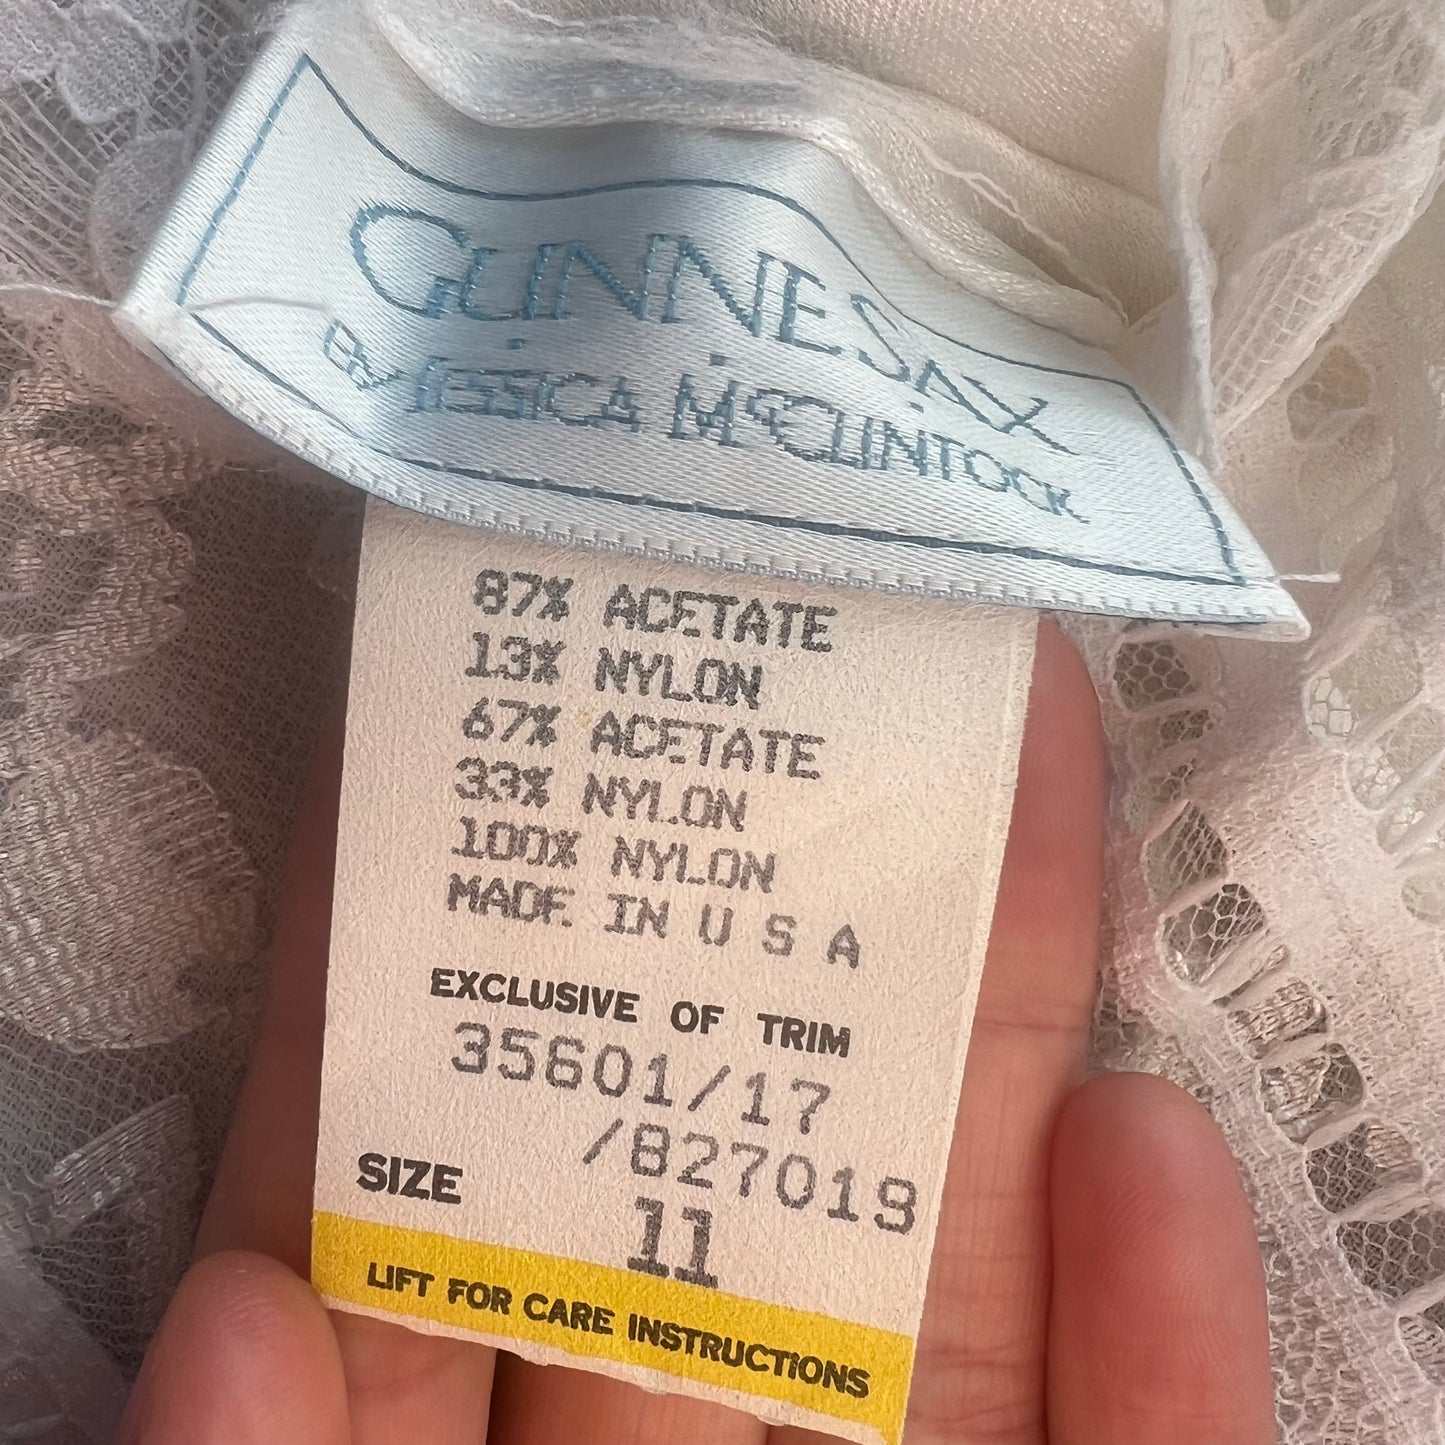 GUNNE SAX
BY JESSICA McCLINTOCK
87% ACETATE
13% NYLON
67% ACETATE
33% NYLON
100% NYLON
MADE IN U S A
EXCLUSIVE OF TRIM
35601/17
/827019
SIZE 11
LIFT FOR CARE INSTRUCTIONS